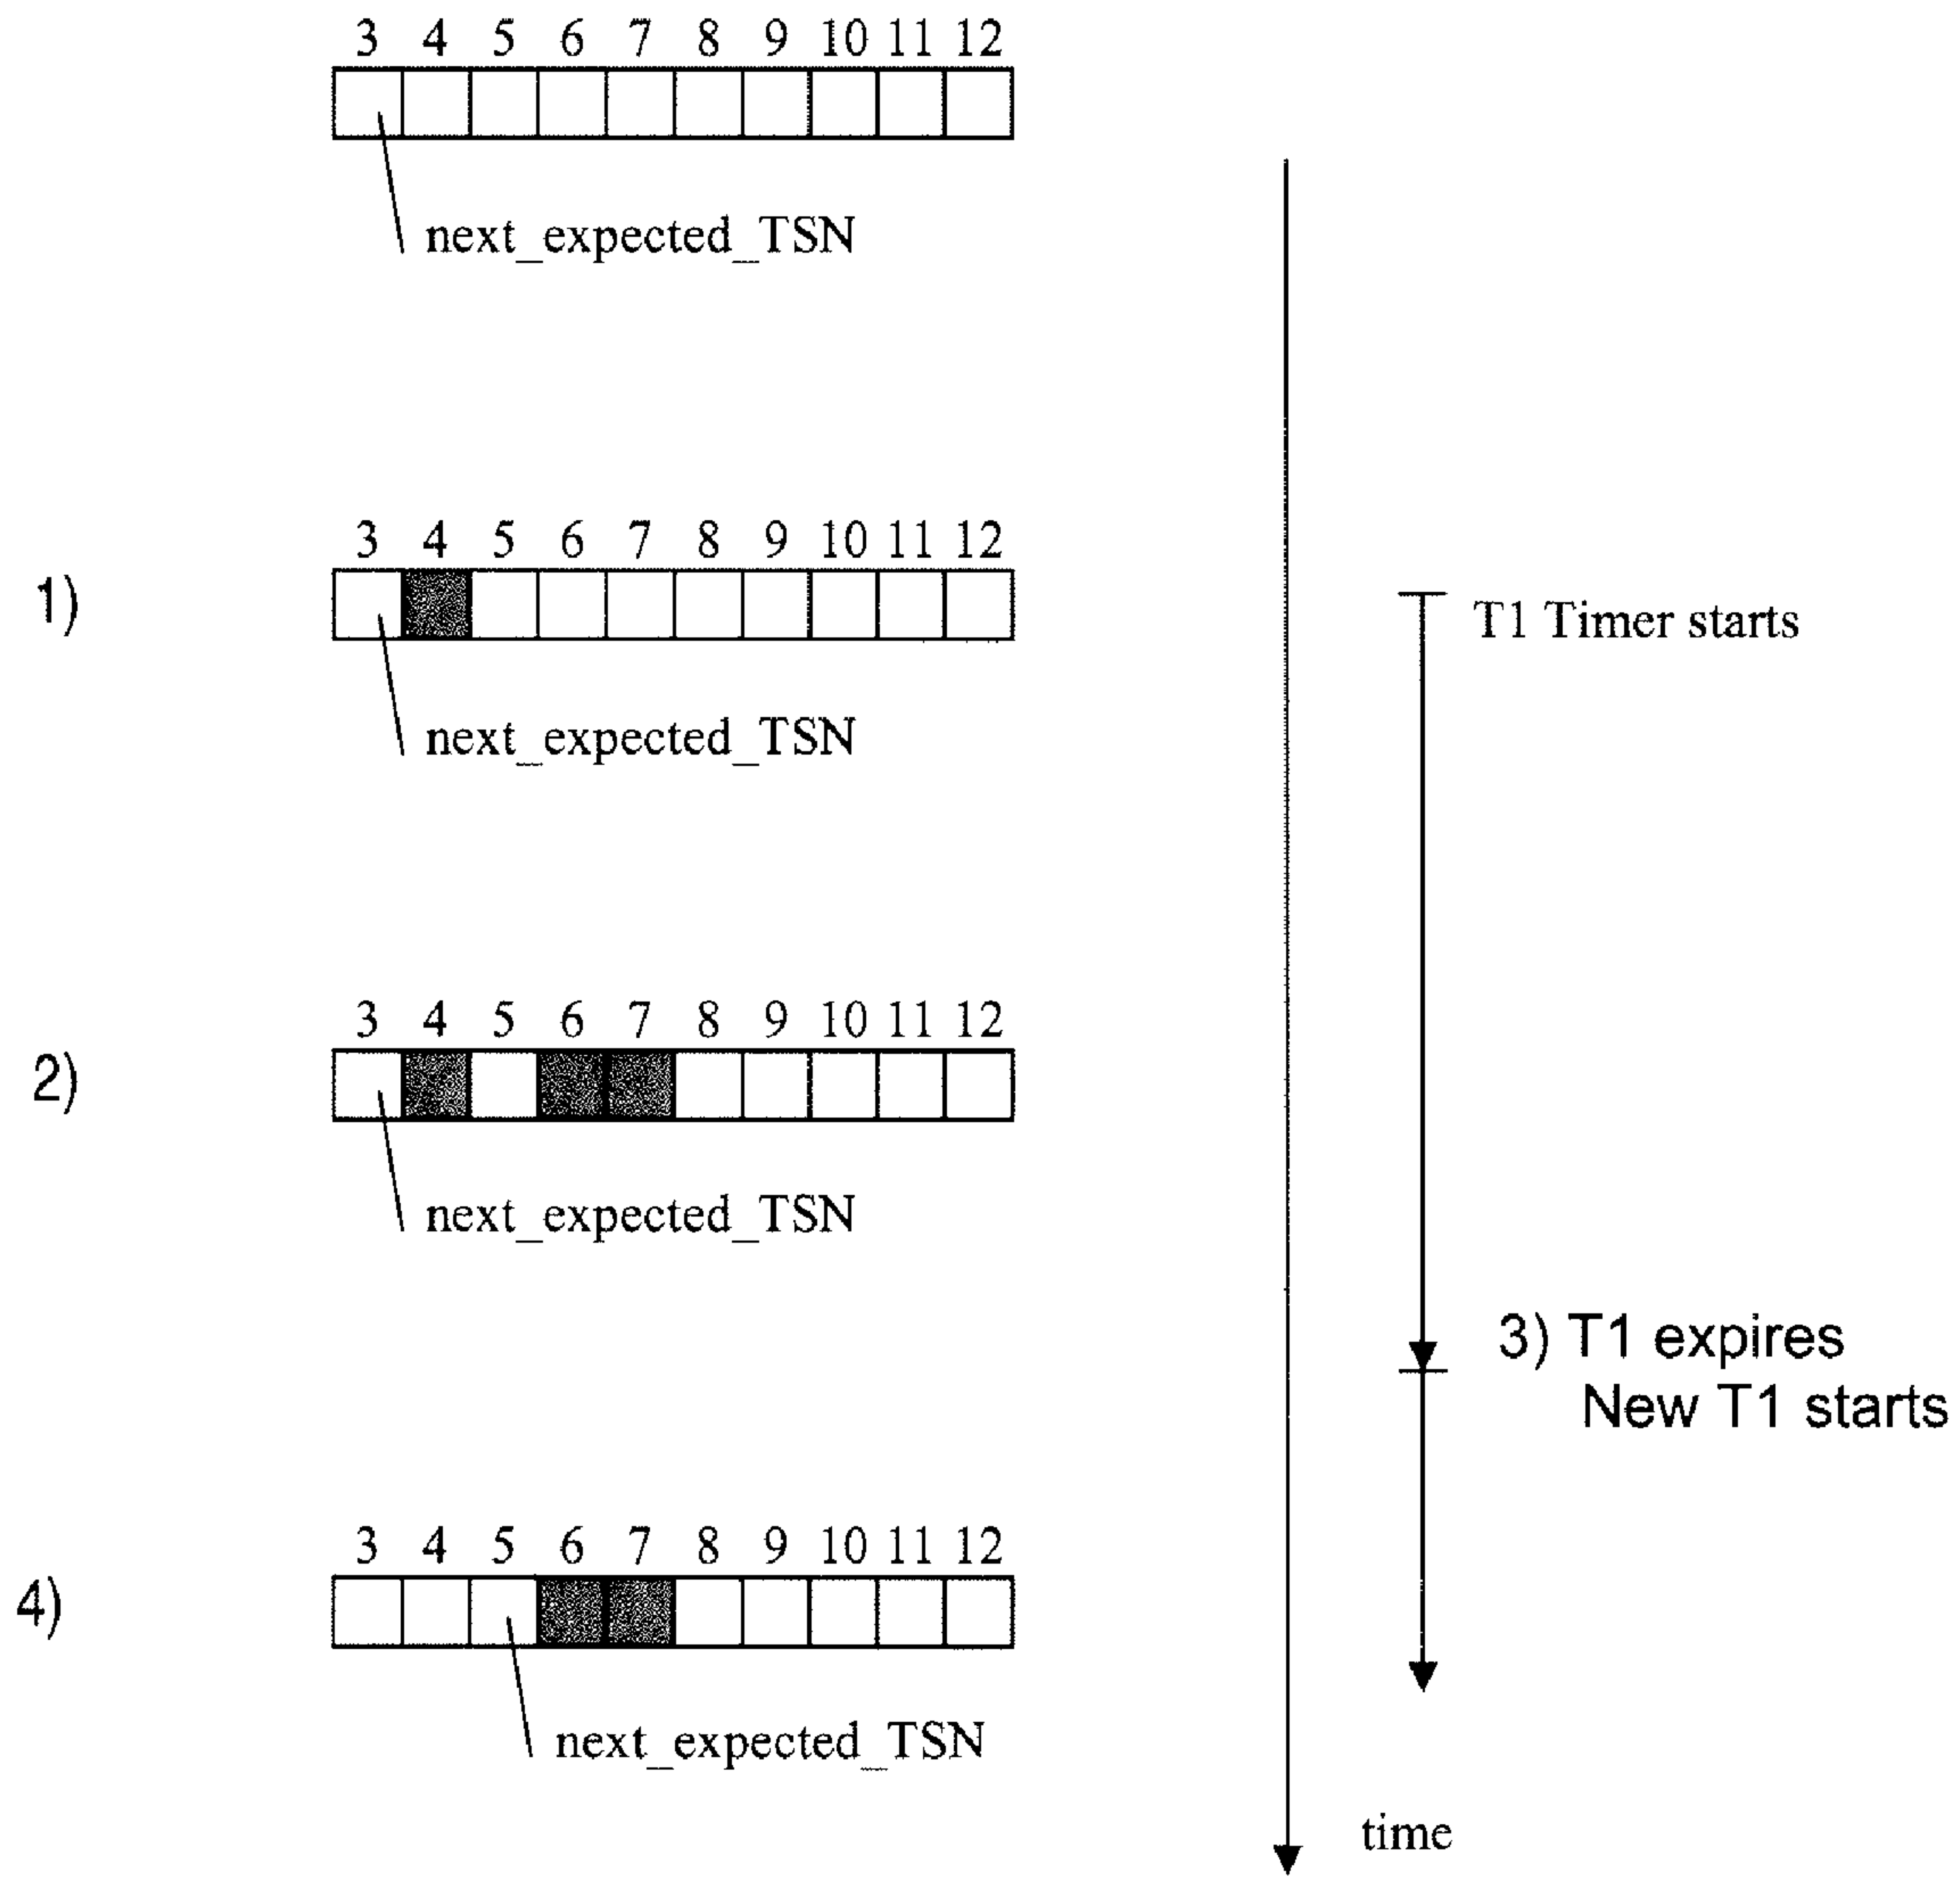 3 4 5 6 7 8 9 10 11 12
next_expected_TSN
3 4 5 6 7 8 9 10 11 12
1)
T1 Timer starts
next_expected_TSN
3 4 5 6 7 8 9 10 11 12
2)
next_expected_TSN
3) T1 expires
New T1 starts
3 4 5 6 7 8 9 10 11 12
4)
next_expected_TSN
time